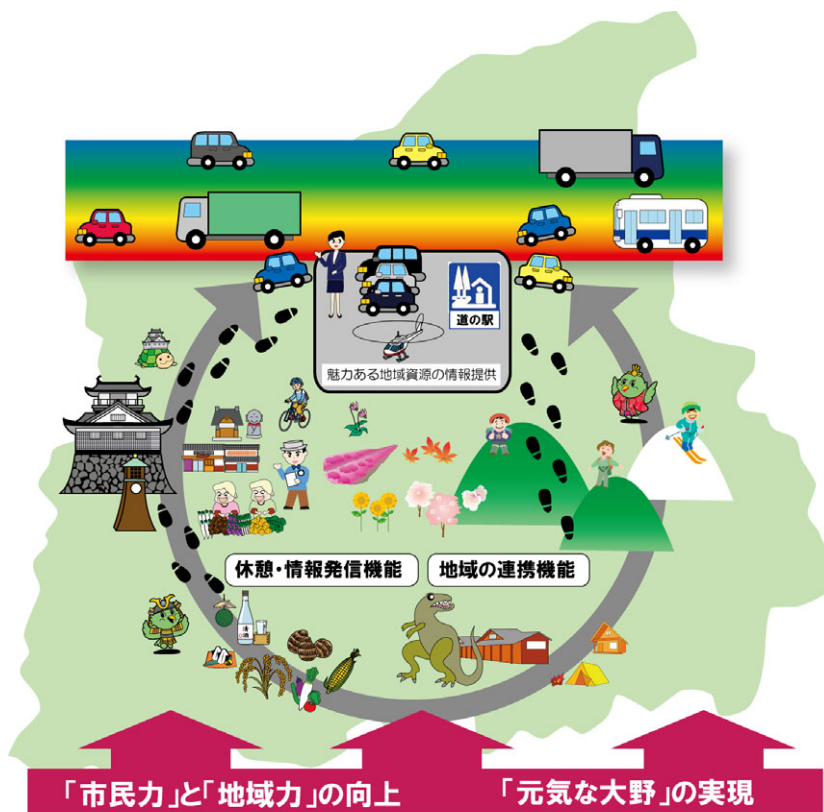 道の駅
魅力ある地域資源の情報提供
休憩・情報発信機能
地域の連携機能
清酒
「市民力」と「地域力」の向上
「元気な大野」の実現